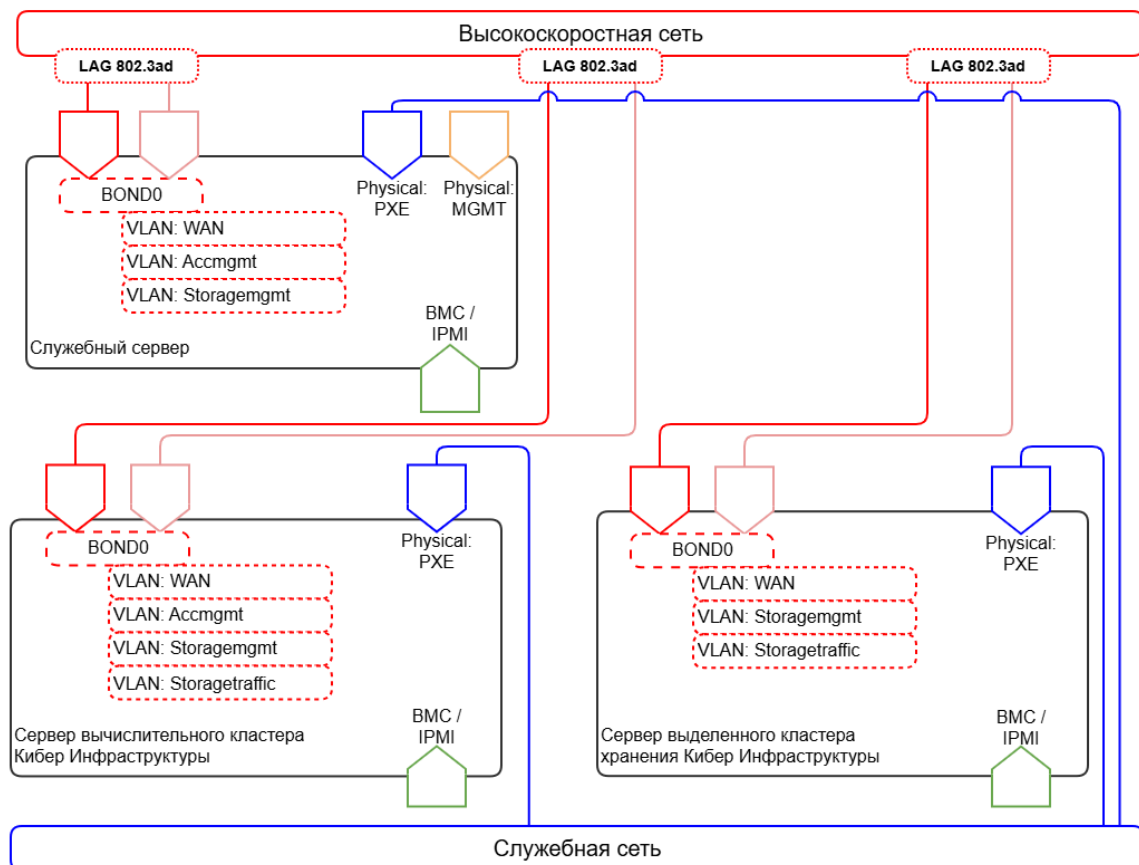 Высокоскоростная сеть
LAG 802.3ad
LAG 802.3ad
LAG 802.3ad
BOND0
VLAN: WAN
VLAN: Accmgmt
VLAN: Storagemgmt
Physical:
PXE
Physical:
MGMT
BMC /
IPMI
Служебный сервер
BOND0
VLAN: WAN
VLAN: Accmgmt
VLAN: Storagemgmt
VLAN: Storagetraffic
Physical:
PXE
BMC /
IPMI
Сервер вычислительного кластера
Кибер Инфраструктуры
BOND0
VLAN: WAN
VLAN: Storagemgmt
VLAN: Storagetraffic
Physical:
PXE
BMC /
IPMI
Сервер выделенного кластера
хранения Кибер Инфраструктуры
Служебная сеть